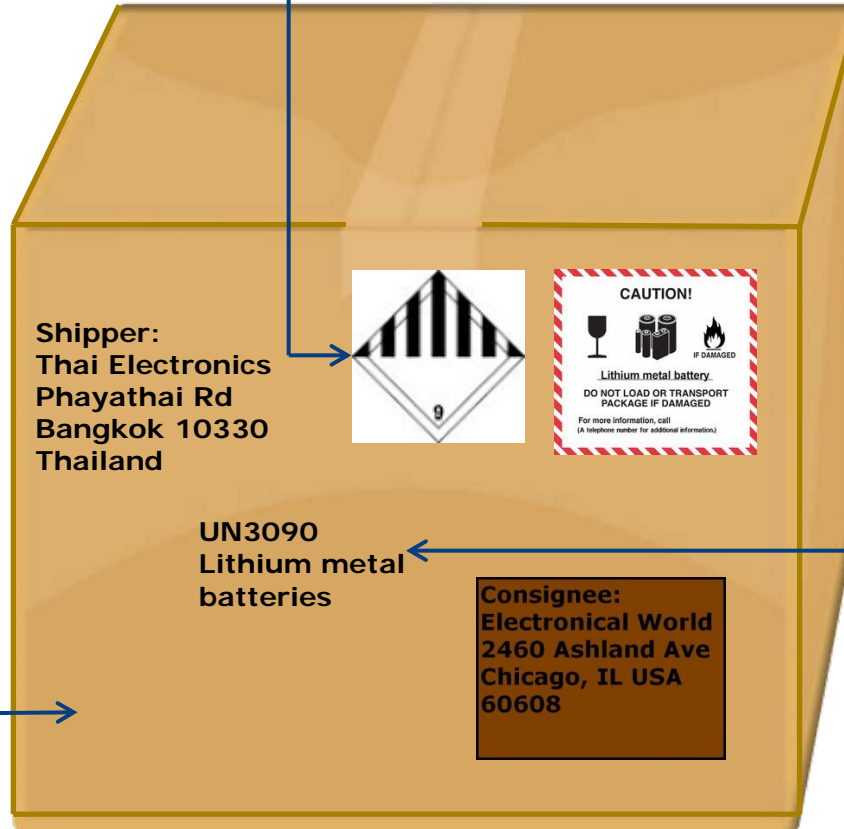 Shipper:
Thai Electronics
Phayathai Rd
Bangkok 10330
Thailand
9
CAUTION!
IF DAMAGED
Lithium metal battery
DO NOT LOAD OR TRANSPORT
PACKAGE IF DAMAGED
For more information, call
(A telephone number for additional information.)
UN3090
Lithium metal
batteries
Consignee:
Electronical World
2460 Ashland Ave
Chicago, IL USA
60608